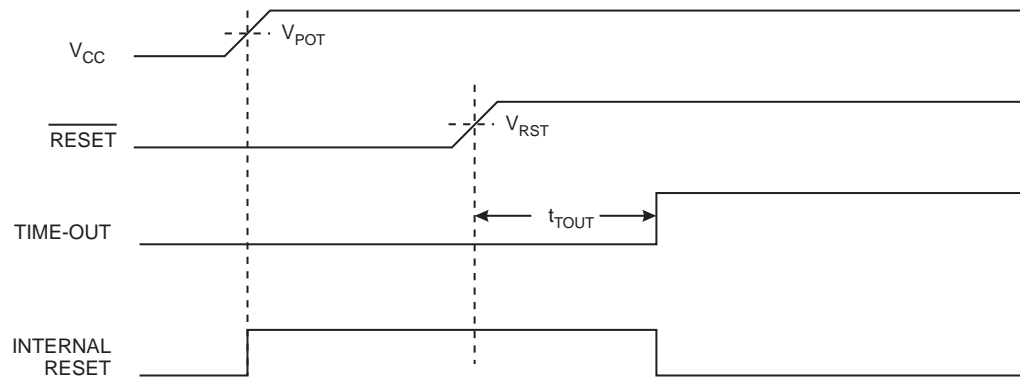 V_CC
V_POT
RESET
V_RST
TIME-OUT
t_TOUT
INTERNAL
RESET